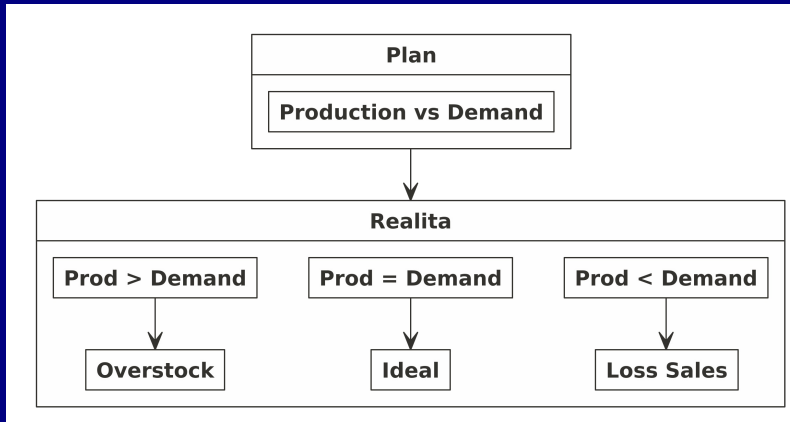 Plan
Production vs Demand
Realita
Prod > Demand
Prod = Demand
Prod < Demand
Overstock
Ideal
Loss Sales